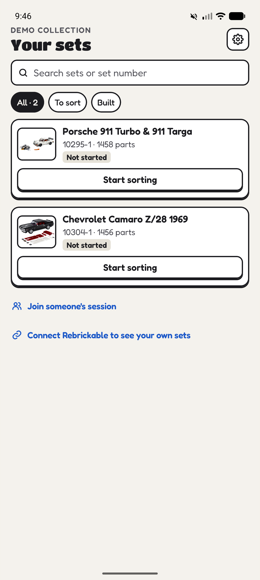 9:46
DEMO COLLECTION
Your sets
Search sets or set number
All · 2
To sort
Built
Porsche 911 Turbo & 911 Targa
10295-1 · 1458 parts
Not started
Start sorting
Chevrolet Camaro Z/28 1969
10304-1 · 1456 parts
Not started
Start sorting
Join someone's session
Connect Rebrickable to see your own sets